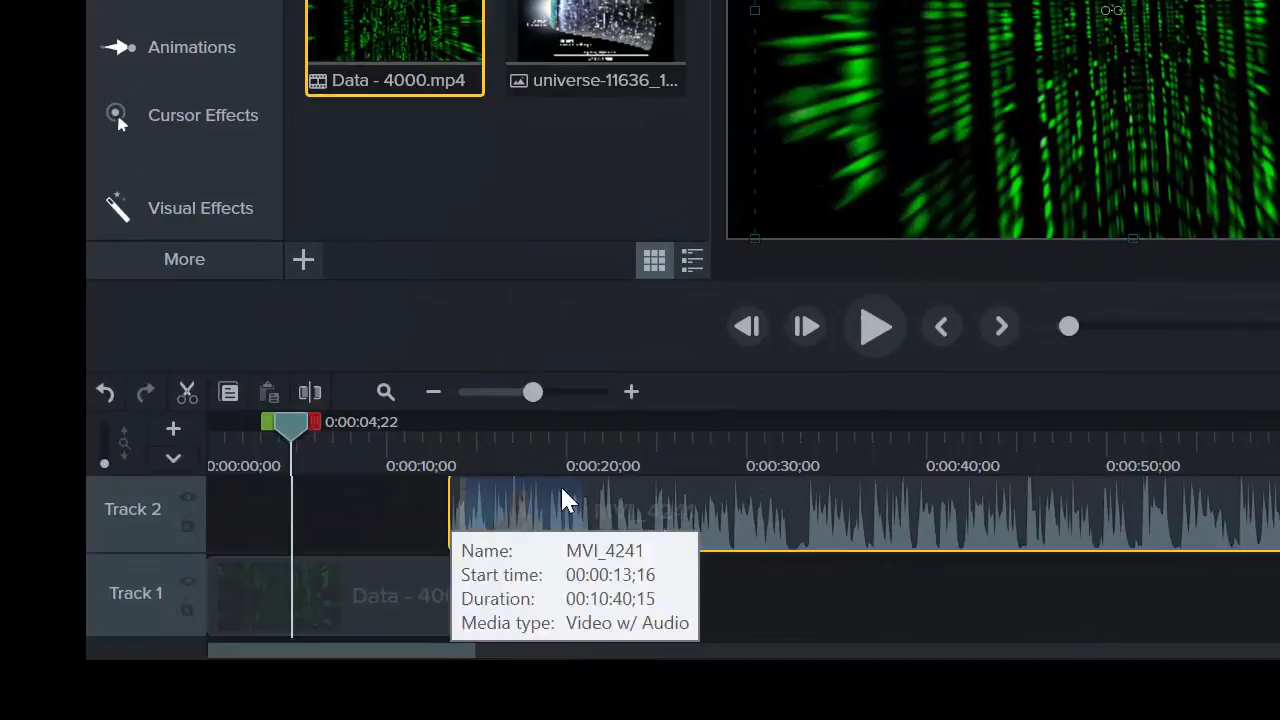 Animations
Data - 4000.mp4
universe-11636_1...
Cursor Effects
Visual Effects
More
0:00:04;22
0:00:00;00
0:00:10;00
0:00:20;00
0:00:30;00
0:00:40;00
0:00:50;00
Track 2
MVI_4241
Name: MVI_4241
Start time: 00:00:13;16
Duration: 00:10:40;15
Media type: Video w/ Audio
Track 1
Data - 40